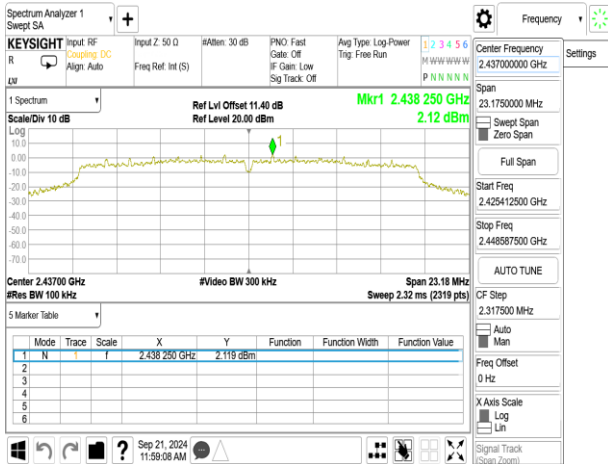 Spectrum Analyzer 1
Swept SA
+
Frequency
KEYSIGHT
R
Input: RF
Coupling: DC
Align: Auto
Input Z: 50 Ω
Freq Ref: Int (S)
#Atten: 30 dB
PNO: Fast
Gate: Off
IF Gain: Low
Sig Track: Off
Avg Type: Log-Power
Trig: Free Run
1 2 3 4 5 6
M W W W W W
P N N N N N
1 Spectrum
Scale/Div 10 dB
Ref Lvl Offset 11.40 dB
Ref Level 20.00 dBm
Mkr1 2.438 250 GHz
2.12 dBm
Log
10.0
0.00
-10.0
-20.0
-30.0
-40.0
-50.0
-60.0
-70.0
1
Center 2.43700 GHz
#Res BW 100 kHz
#Video BW 300 kHz
Span 23.18 MHz
Sweep 2.32 ms (2319 pts)
5 Marker Table
Mode Trace Scale X Y Function Function Width Function Value
1 N 1 f 2.438 250 GHz 2.119 dBm
2
3
4
5
6
Sep 21, 2024
11:59:08 AM
Center Frequency
2.437000000 GHz
Settings
Span
23.1750000 MHz
Swept Span
Zero Span
Full Span
Start Freq
2.425412500 GHz
Stop Freq
2.448587500 GHz
AUTO TUNE
CF Step
2.317500 MHz
Auto
Man
Freq Offset
0 Hz
X Axis Scale
Log
Lin
Signal Track
(Span Zoom)